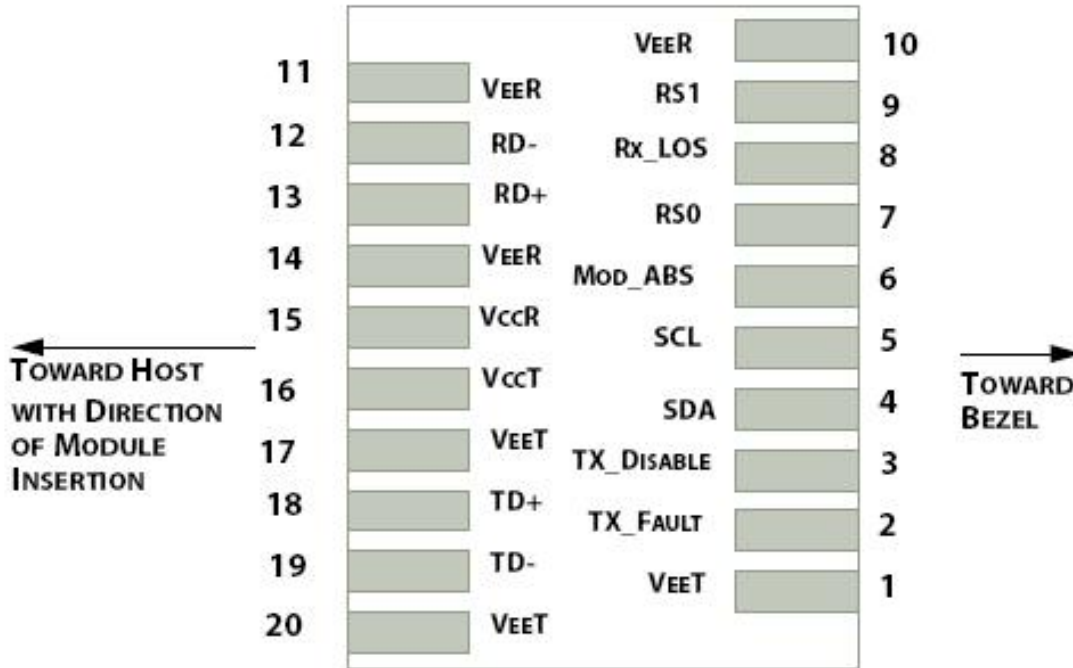 11
VEER
12
RD-
13
RD+
14
VEER
15
VCCR
16
VCCT
17
VEET
18
TD+
19
TD-
20
VEET
VEER
10
RS1
9
RX_LOS
8
RS0
7
MOD_ABS
6
SCL
5
SDA
4
TX_DISABLE
3
TX_FAULT
2
VEET
1
TOWARD HOST
WITH DIRECTION
OF MODULE
INSERTION
TOWARD
BEZEL